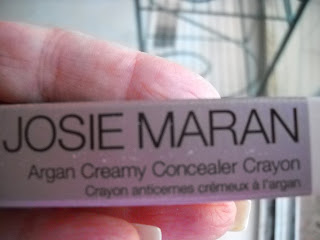 JOSIE MARAN
Argan Creamy Concealer Crayon
Crayon anticernes crémeux à l'argan